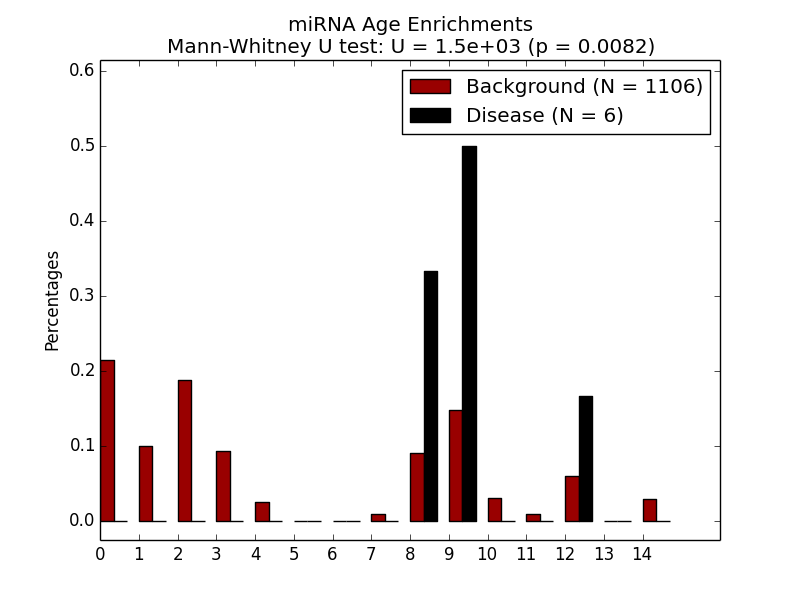 miRNA Age Enrichments
Mann-Whitney U test: U = 1.5e+03 (p = 0.0082)
Background (N = 1106)
Disease (N = 6)
Percentages
0.6
0.5
0.4
0.3
0.2
0.1
0.0
0 1 2 3 4 5 6 7 8 9 10 11 12 13 14